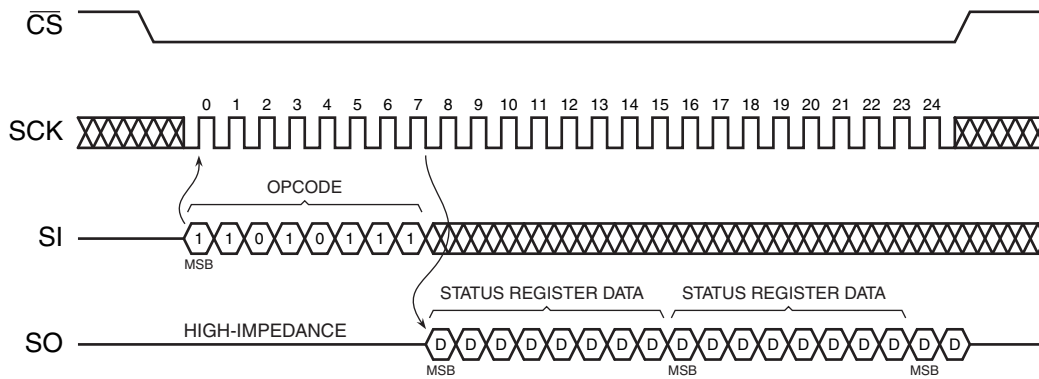 CS
0 1 2 3 4 5 6 7 8 9 10 11 12 13 14 15 16 17 18 19 20 21 22 23 24
SCK
OPCODE
SI 1 1 0 1 0 1 1 1
MSB
STATUS REGISTER DATA STATUS REGISTER DATA
HIGH-IMPEDANCE
SO D D D D D D D D D D D D D D D D D D
MSB MSB MSB